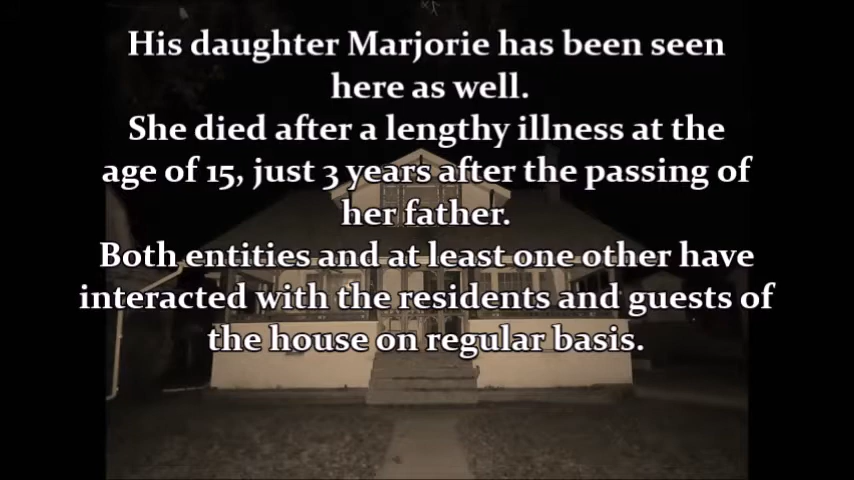 His daughter Marjorie has been seen
here as well.
She died after a lengthy illness at the
age of 15, just 3 years after the passing of
her father.
Both entities and at least one other have
interacted with the residents and guests of
the house on regular basis.